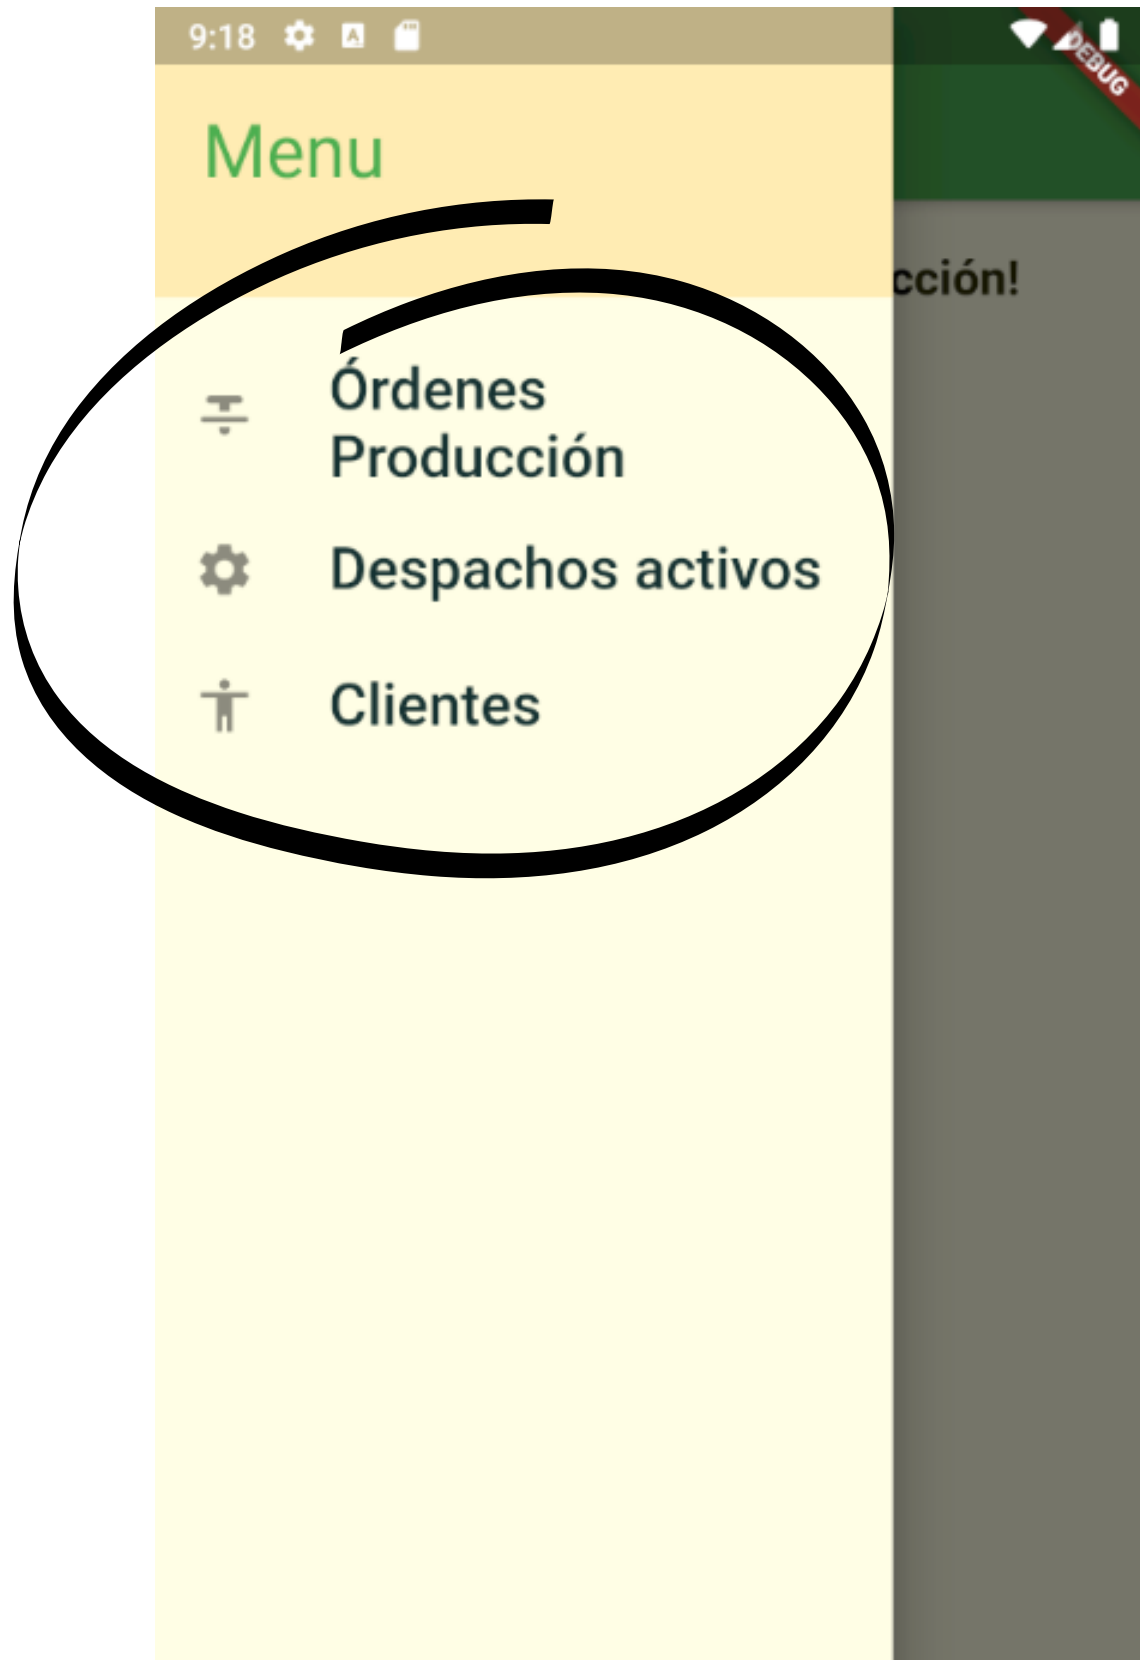 9:18
DEBUG
Menu
cción!
Órdenes
Producción
Despachos activos
Clientes